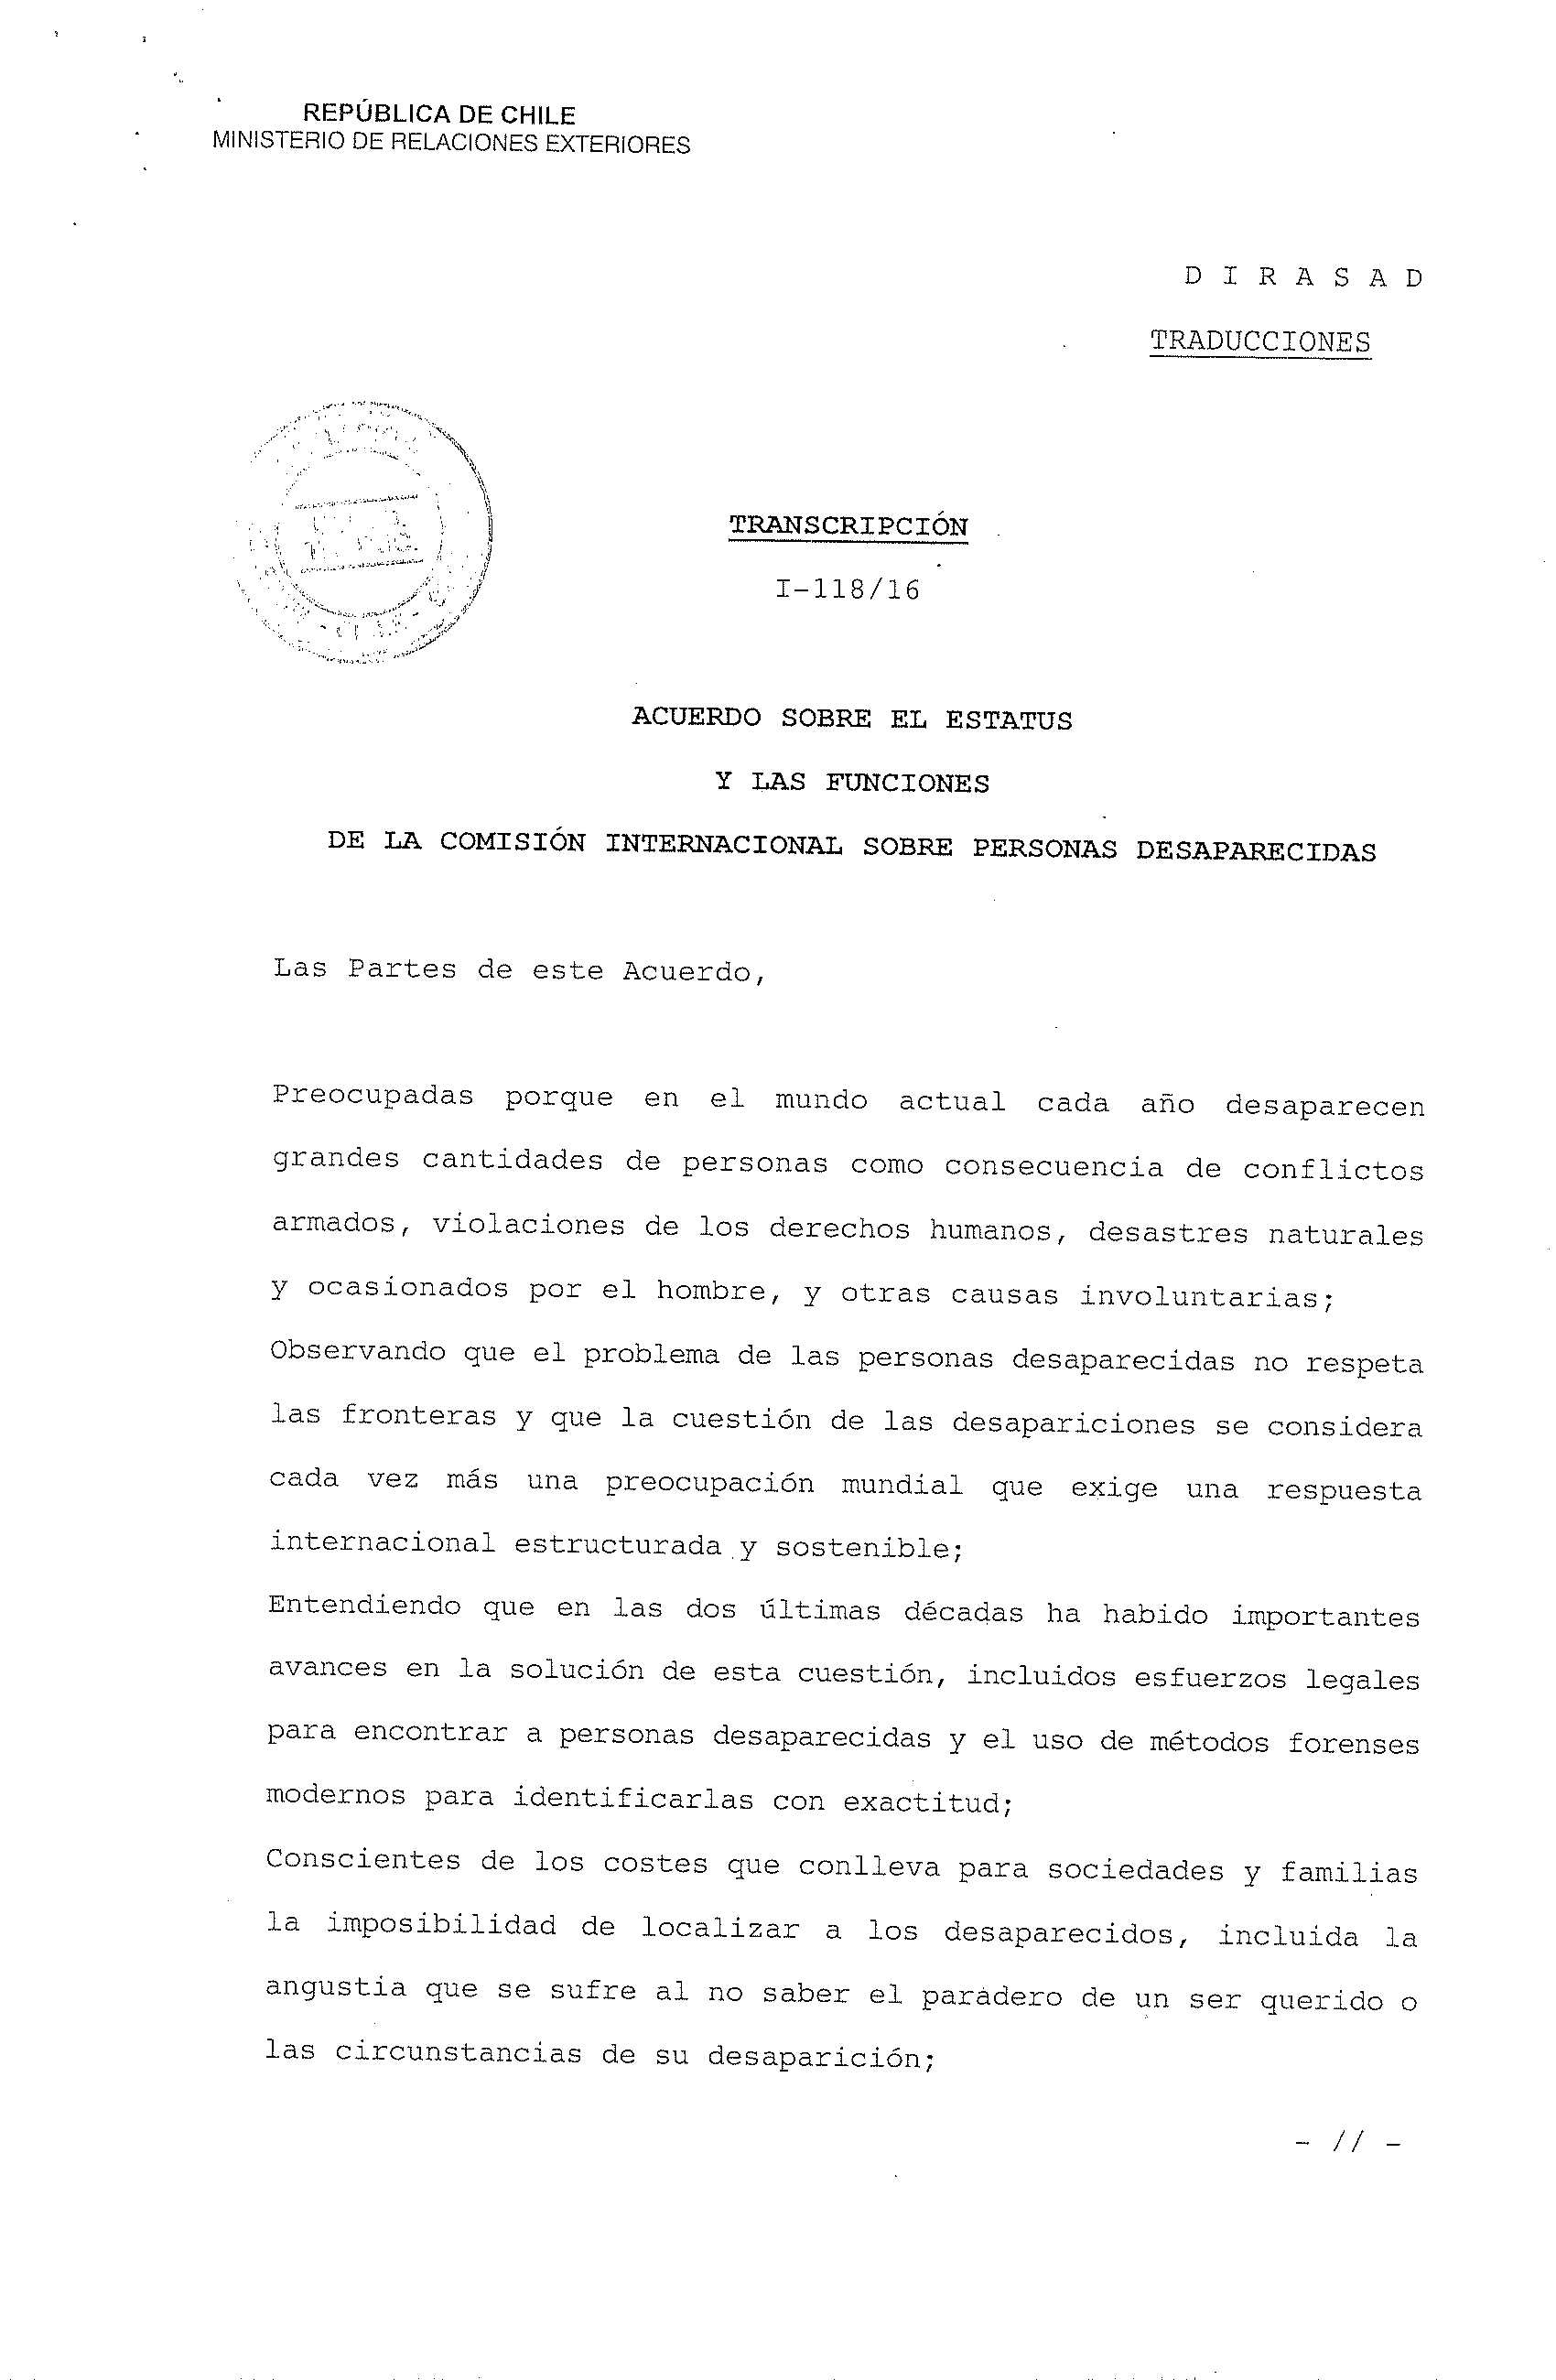 REPÚBLICA DE CHILE
MINISTERIO DE RELACIONES EXTERIORES
D I R A S A D
TRADUCCIONES
TRANSCRIPCIÓN
I-118/16
ACUERDO SOBRE EL ESTATUS
Y LAS FUNCIONES
DE LA COMISIÓN INTERNACIONAL SOBRE PERSONAS DESAPARECIDAS
Las Partes de este Acuerdo,
Preocupadas porque en el mundo actual cada año desaparecen
grandes cantidades de personas como consecuencia de conflictos
armados, violaciones de los derechos humanos, desastres naturales
y ocasionados por el hombre, y otras causas involuntarias;
Observando que el problema de las personas desaparecidas no respeta
las fronteras y que la cuestión de las desapariciones se considera
cada vez más una preocupación mundial que exige una respuesta
internacional estructurada y sostenible;
Entendiendo que en las dos últimas décadas ha habido importantes
avances en la solución de esta cuestión, incluidos esfuerzos legales
para encontrar a personas desaparecidas y el uso de métodos forenses
modernos para identificarlas con exactitud;
Conscientes de los costes que conlleva para sociedades y familias
la imposibilidad de localizar a los desaparecidos, incluida la
angustia que se sufre al no saber el paradero de un ser querido o
las circunstancias de su desaparición;
- // -